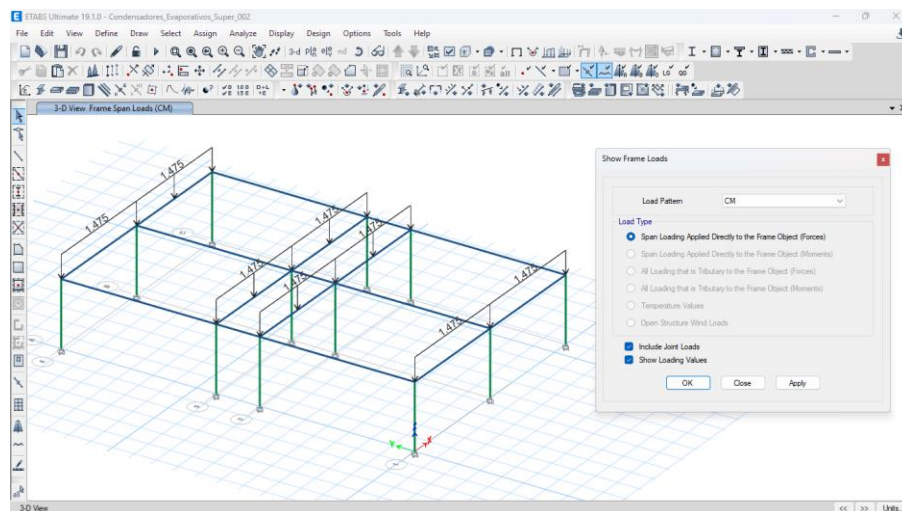 ETABS Ultimate 19.1.0 - Condensadores_Evaporativos_Super_002
File Edit View Define Draw Select Assign Analyze Display Design Options Tools Help
3-D View Frame Span Loads (CM)
Show Frame Loads
Load Pattern CM
Load Type
Span Loading Applied Directly to the Frame Object (Forces)
Span Loading Applied Directly to the Frame Object (Moments)
All Loading that is Tributary to the Frame Object (Forces)
All Loading that is Tributary to the Frame Object (Moments)
Temperature Values
Open Structure Wind Loads
Include Joint Loads
Show Loading Values
OK Close Apply
1.475
1.475
1.475
1.475
1.475
1.475
1.475
Y X
3-D View
<< >> Units...